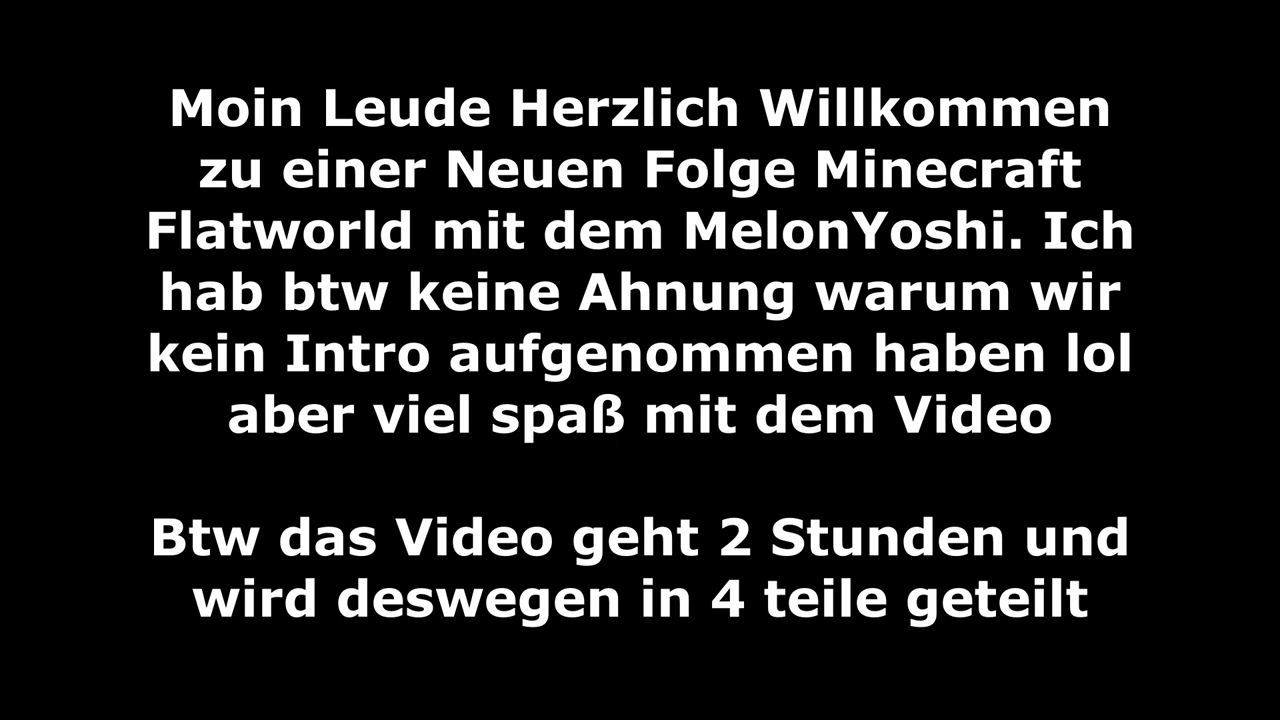 Moin Leude Herzlich Willkommen
zu einer Neuen Folge Minecraft
Flatworld mit dem MelonYoshi. Ich
hab btw keine Ahnung warum wir
kein Intro aufgenommen haben lol
aber viel spaß mit dem Video
Btw das Video geht 2 Stunden und
wird deswegen in 4 teile geteilt